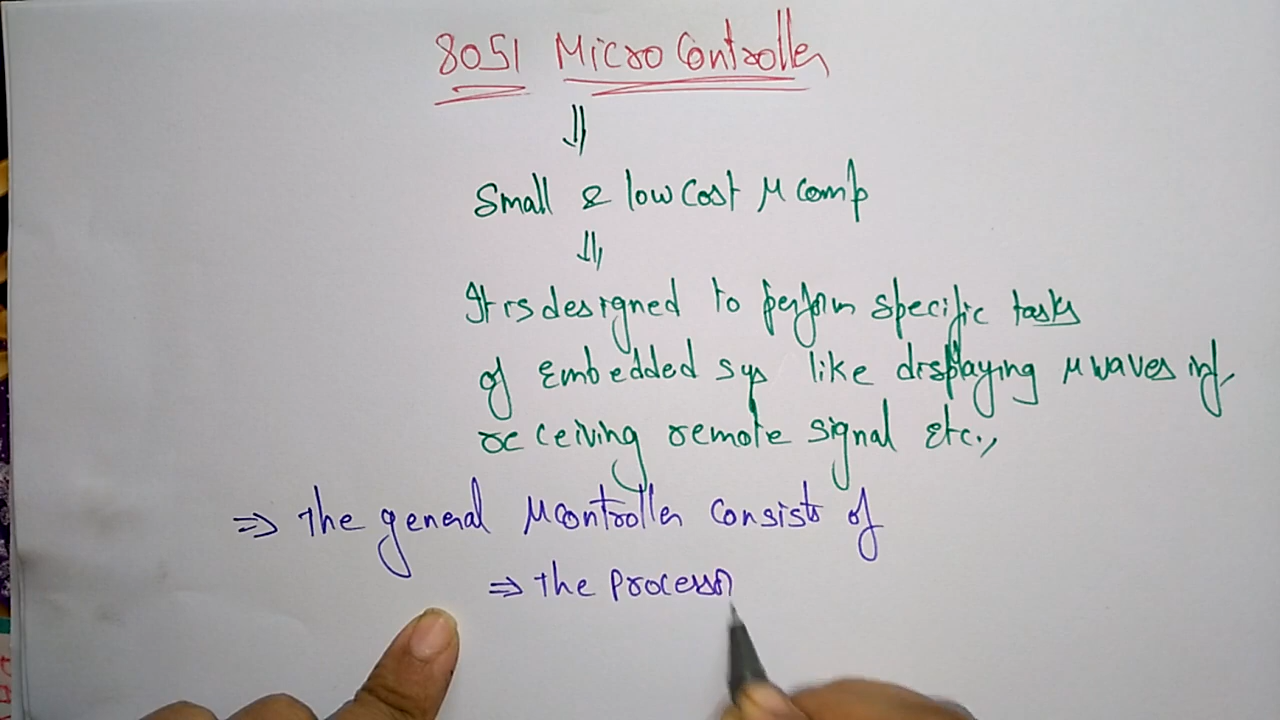 8051 Micro Controller
⇓
Small & low cost μ comp
⇓
It is designed to perform specific tasks
of Embedded sys like displaying μ waves inf,
receiving remote signal etc.,
⇒ the general μcontroller consists of
⇒ the processor